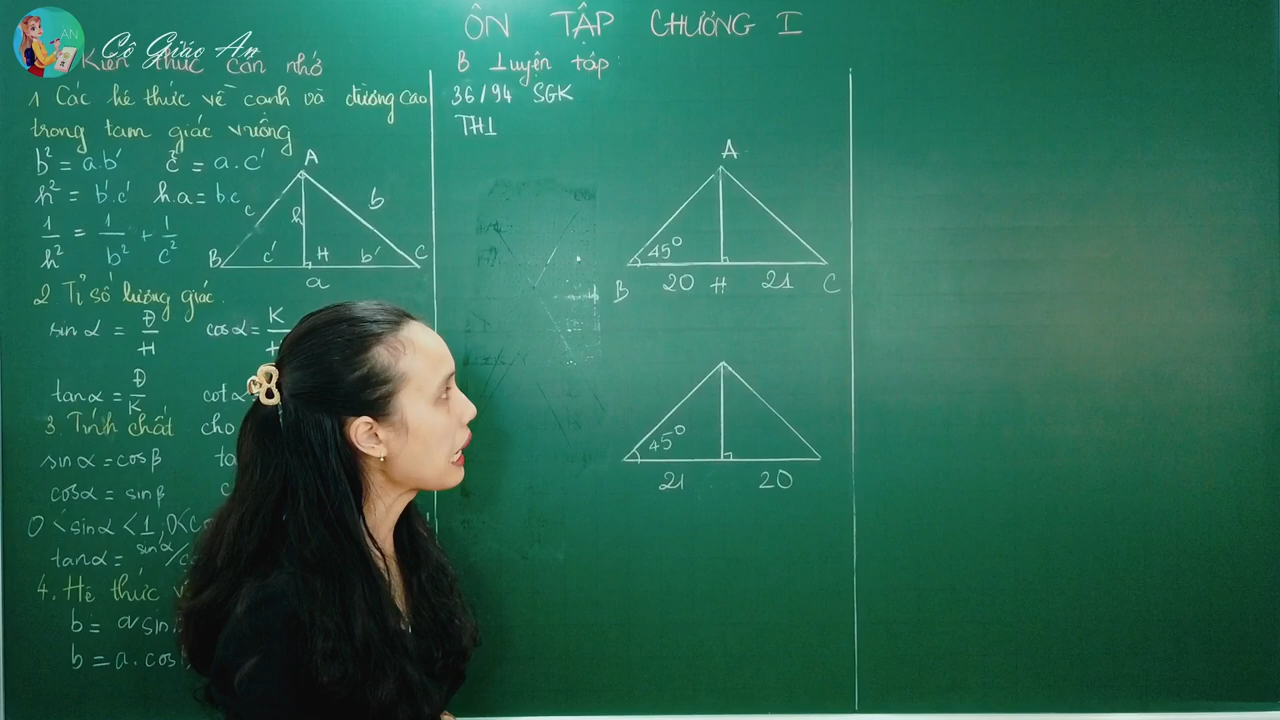 Cô Giáo An
AN
ÔN TẬP CHƯƠNG I
Kiến thức cần nhớ
1 Các hệ thức về cạnh và đường cao
trong tam giác vuông
b² = a.b' c² = a.c'
h² = b'.c' h.a = b.c
1/h² = 1/b² + 1/c²
A
c
h
b
B
c'
H
b'
C
a
2. Tỉ số lượng giác
sin α = Đ/H cos α = K/
tan α = Đ/K cot α
3. Tính chất cho
sin α = cos β
cos α = sin β
0 < sin α < 1, 0<
tan α = sin α/
4. Hệ thức
b = a sin
b = a.cos
B Luyện tập:
36/94 SGK
TH1
A
45°
B
20
H
21
C
45°
21
20